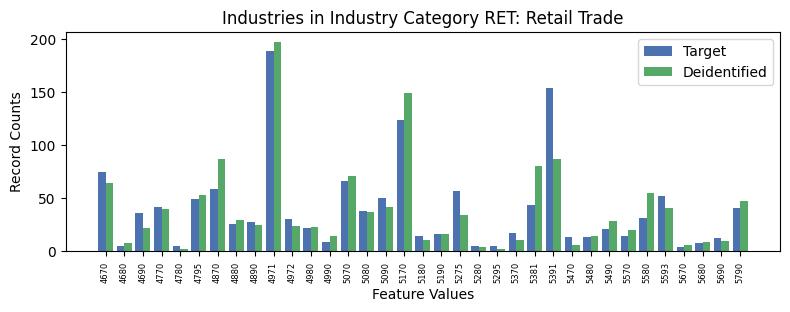 Industries in Industry Category RET: Retail Trade
Target
Deidentified
Record Counts
200
150
100
50
0
4670 4680 4690 4770 4780 4795 4870 4880 4890 4971 4972 4980 4990 5070 5080 5090 5170 5180 5190 5275 5280 5295 5370 5381 5391 5470 5480 5490 5570 5580 5593 5670 5680 5690 5790
Feature Values